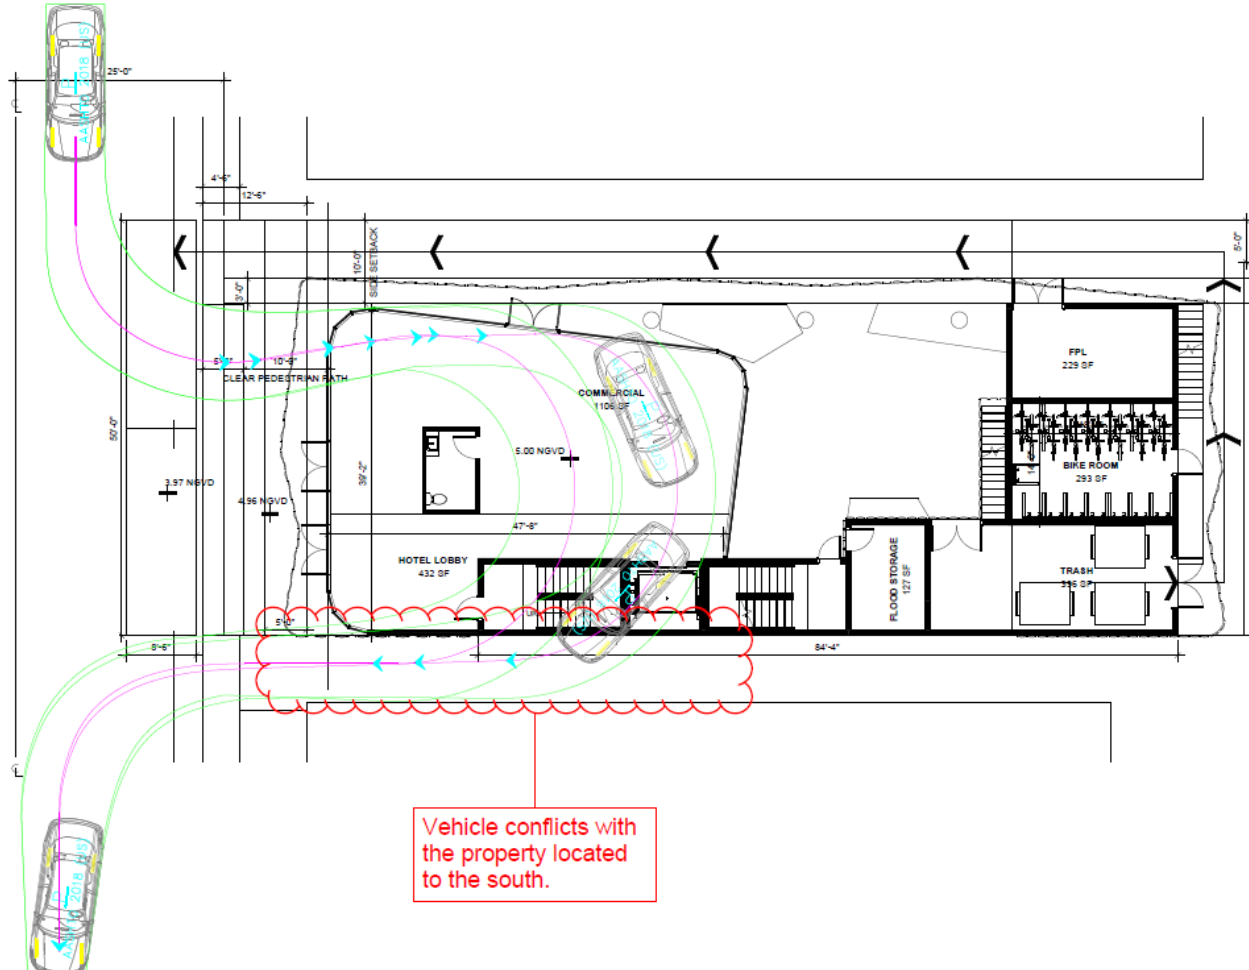 25'-0"
4'-6"
12'-6"
10'-0"
SIDE SETBACK
5'-0"
3'-0"
10'-9"
CLEAR PEDESTRIAN PATH
COMMERCIAL
1106 SF
FPL
229 SF
50'-0"
39'-2"
5.00 NGVD
BIKE ROOM
293 SF
3.97 NGVD
4.96 NGVD
47'-8"
HOTEL LOBBY
432 SF
FLOOD STORAGE
127 SF
TRASH
336 SF
5'-0"
8'-6"
84'-4"
Vehicle conflicts with
the property located
to the south.